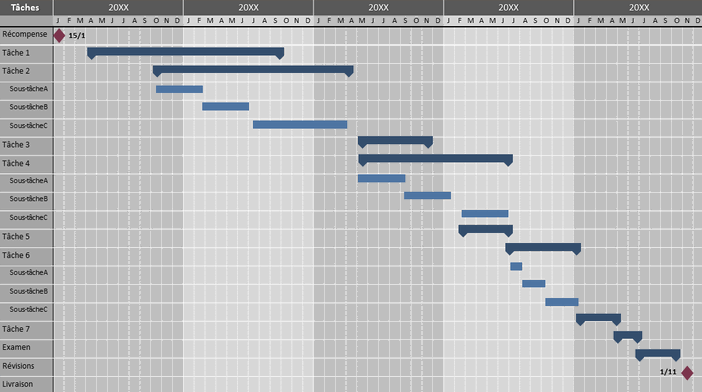 Tâches 20XX 20XX 20XX 20XX 20XX
J F M A M J J A S O N D J F M A M J J A S O N D J F M A M J J A S O N D J F M A M J J A S O N D J F M A M J J A S O N D
Récompense 15/1
Tâche 1
Tâche 2
Sous-tâcheA
Sous-tâcheB
Sous-tâcheC
Tâche 3
Tâche 4
Sous-tâcheA
Sous-tâcheB
Sous-tâcheC
Tâche 5
Tâche 6
Sous-tâcheA
Sous-tâcheB
Sous-tâcheC
Tâche 7
Examen
Révisions 1/11
Livraison